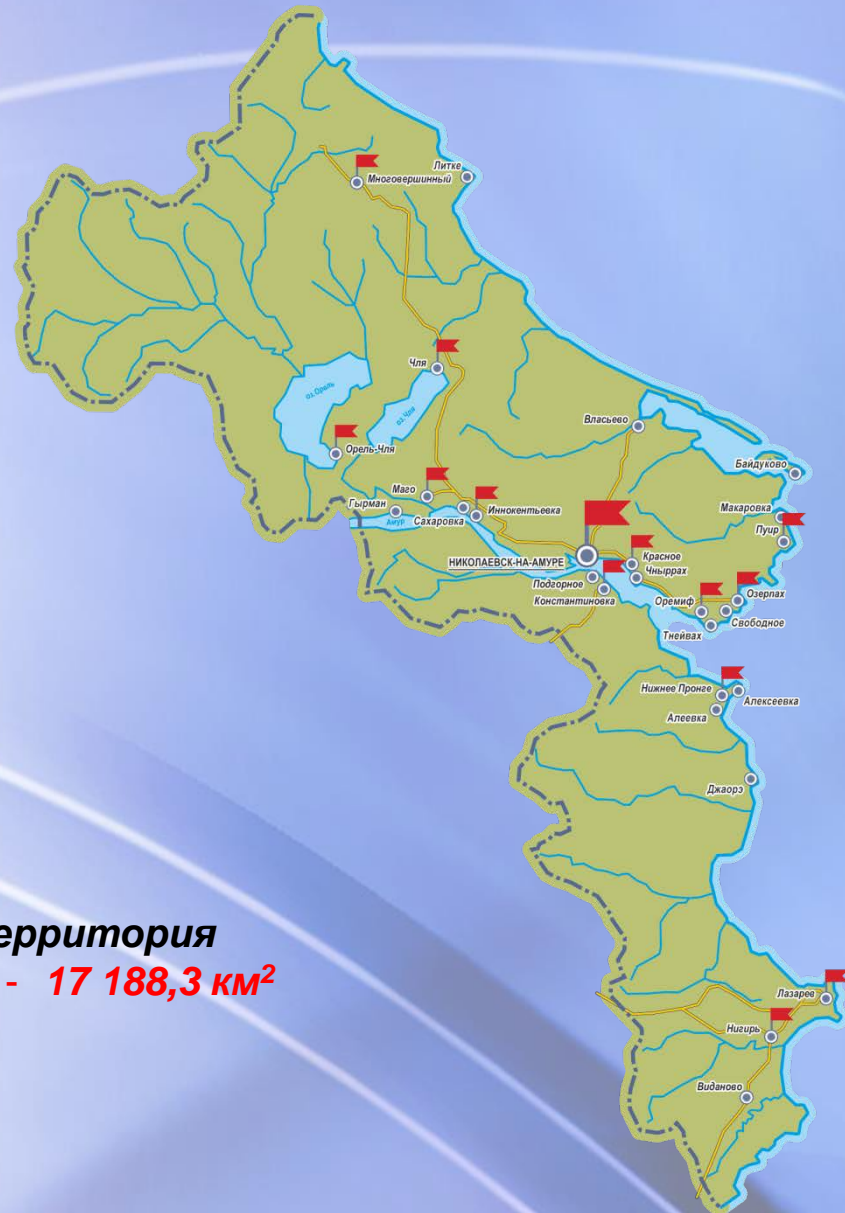 Литке
Многовершинный
Чля
оз.Орель
оз.Чля
Власьево
Орель-Чля
Байдуково
Маго
Гырман
Иннокентьевка
Макаровка
Амур
Сахаровка
Пуир
НИКОЛАЕВСК-НА-АМУРЕ
Красное
Чныррах
Подгорное
Константиновка
Оремиф
Озерпах
Свободное
Тнейвах
Нижнее Пронге
Алексеевка
Алеевка
Джаорэ
ерритория
- 17 188,3 км²
Лазарев
Нигирь
Виданово